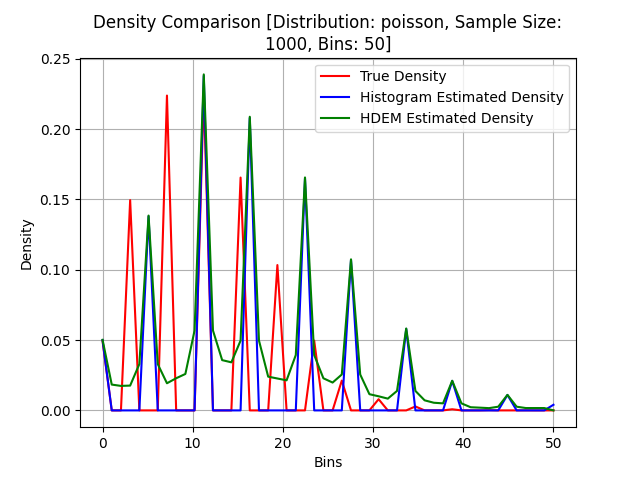 Density Comparison [Distribution: poisson, Sample Size:
1000, Bins: 50]
True Density
Histogram Estimated Density
HDEM Estimated Density
Density
0.25
0.20
0.15
0.10
0.05
0.00
0 10 20 30 40 50
Bins